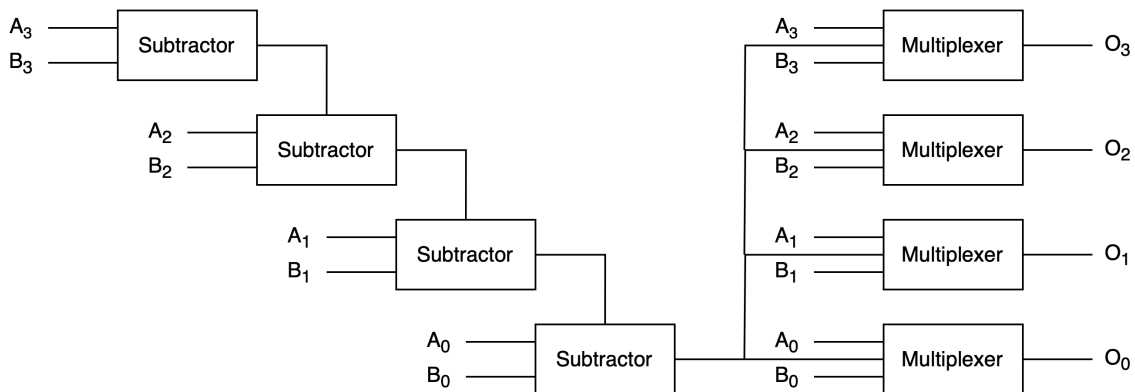 A3 Subtractor A3 Multiplexer O3
B3 B3
A2 Subtractor A2 Multiplexer O2
B2 B2
A1 Subtractor A1 Multiplexer O1
B1 B1
A0 Subtractor A0 Multiplexer O0
B0 B0